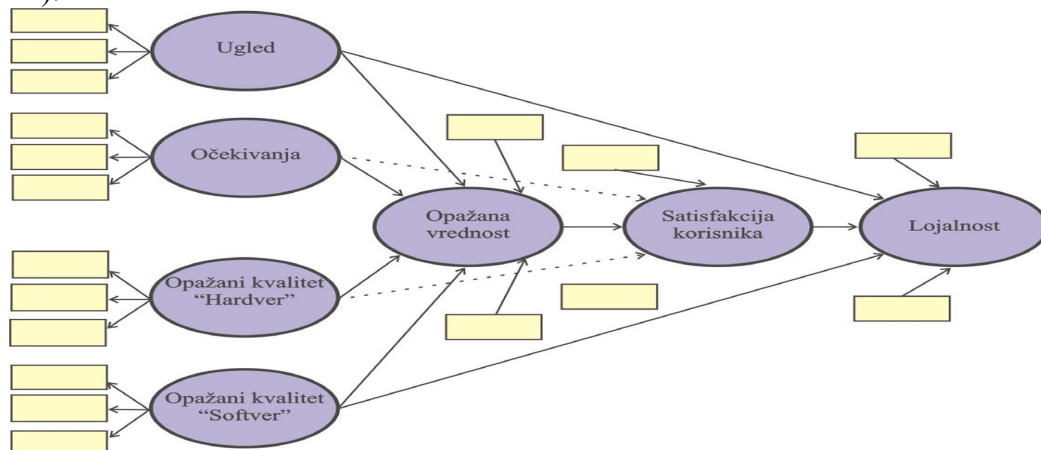 Ugled
Očekivanja
Opažana
vrednost
Satisfakcija
korisnika
Lojalnost
Opažani kvalitet
“Hardver”
Opažani kvalitet
“Softver”